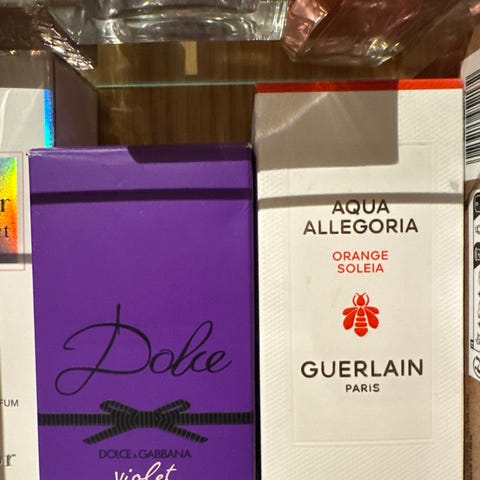 Dolce
DOLCE & GABBANA
violet
AQUA
ALLEGORIA
ORANGE
SOLEIA
GUERLAIN
PARIS